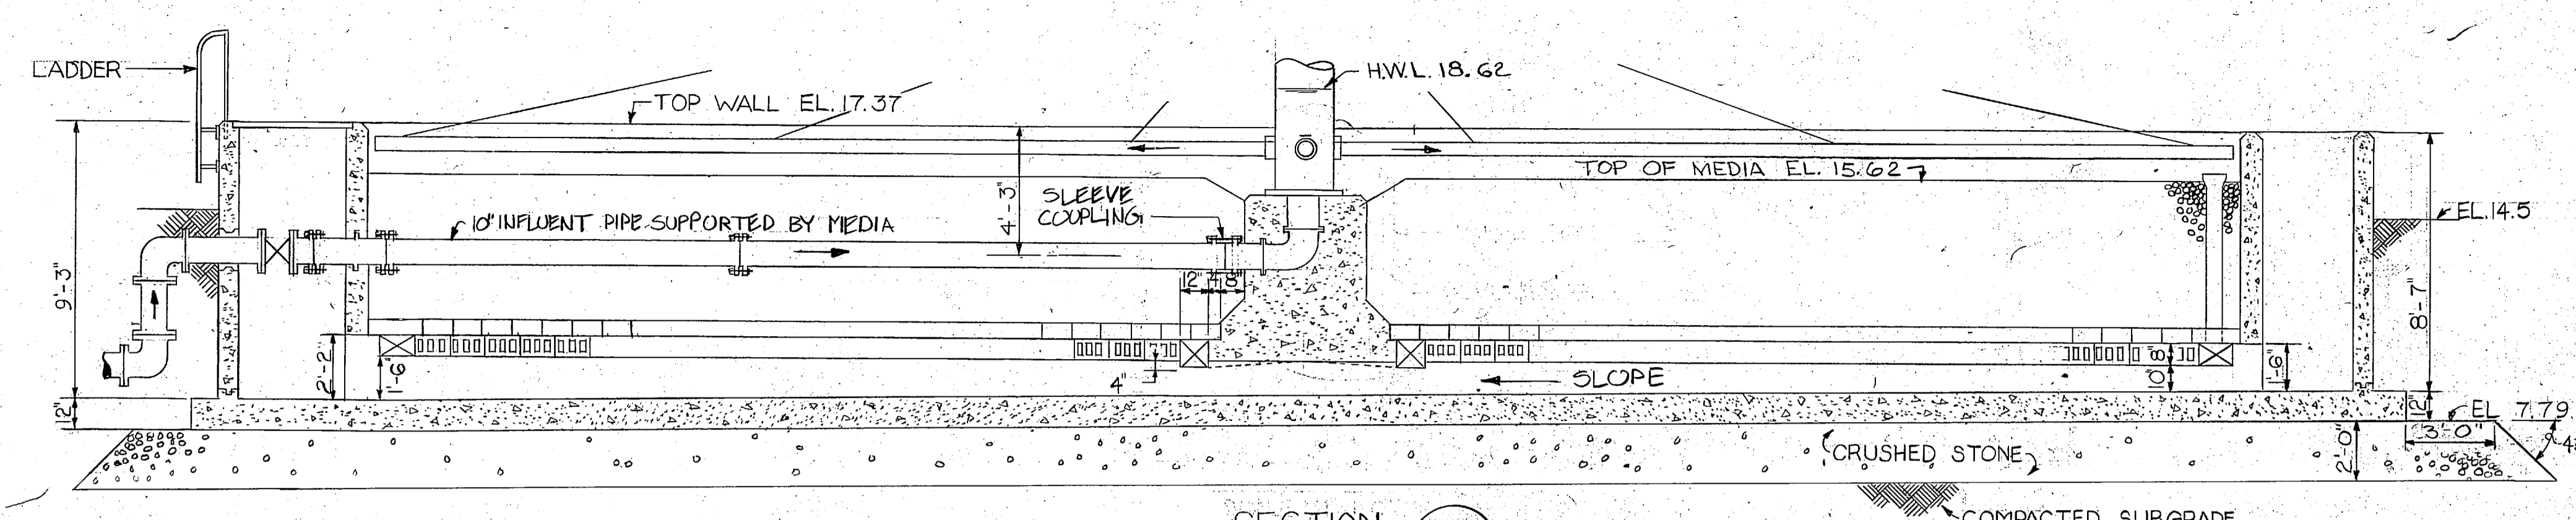 LADDER
H.W.L. 18.62
TOP WALL EL. 17.37
TOP OF MEDIA EL. 15.62
4'-3"
SLEEVE
COUPLING
10" INFLUENT PIPE SUPPORTED BY MEDIA
EL. 14.5
9'-3"
12" 4" 8"
8'-7"
2'-2"
1'-6"
4"
SLOPE
10" 8"
1'-6"
12"
12"
EL 7.79
3'-0"
2'-0"
CRUSHED STONE
SECTION
COMPACTED SUBGRADE